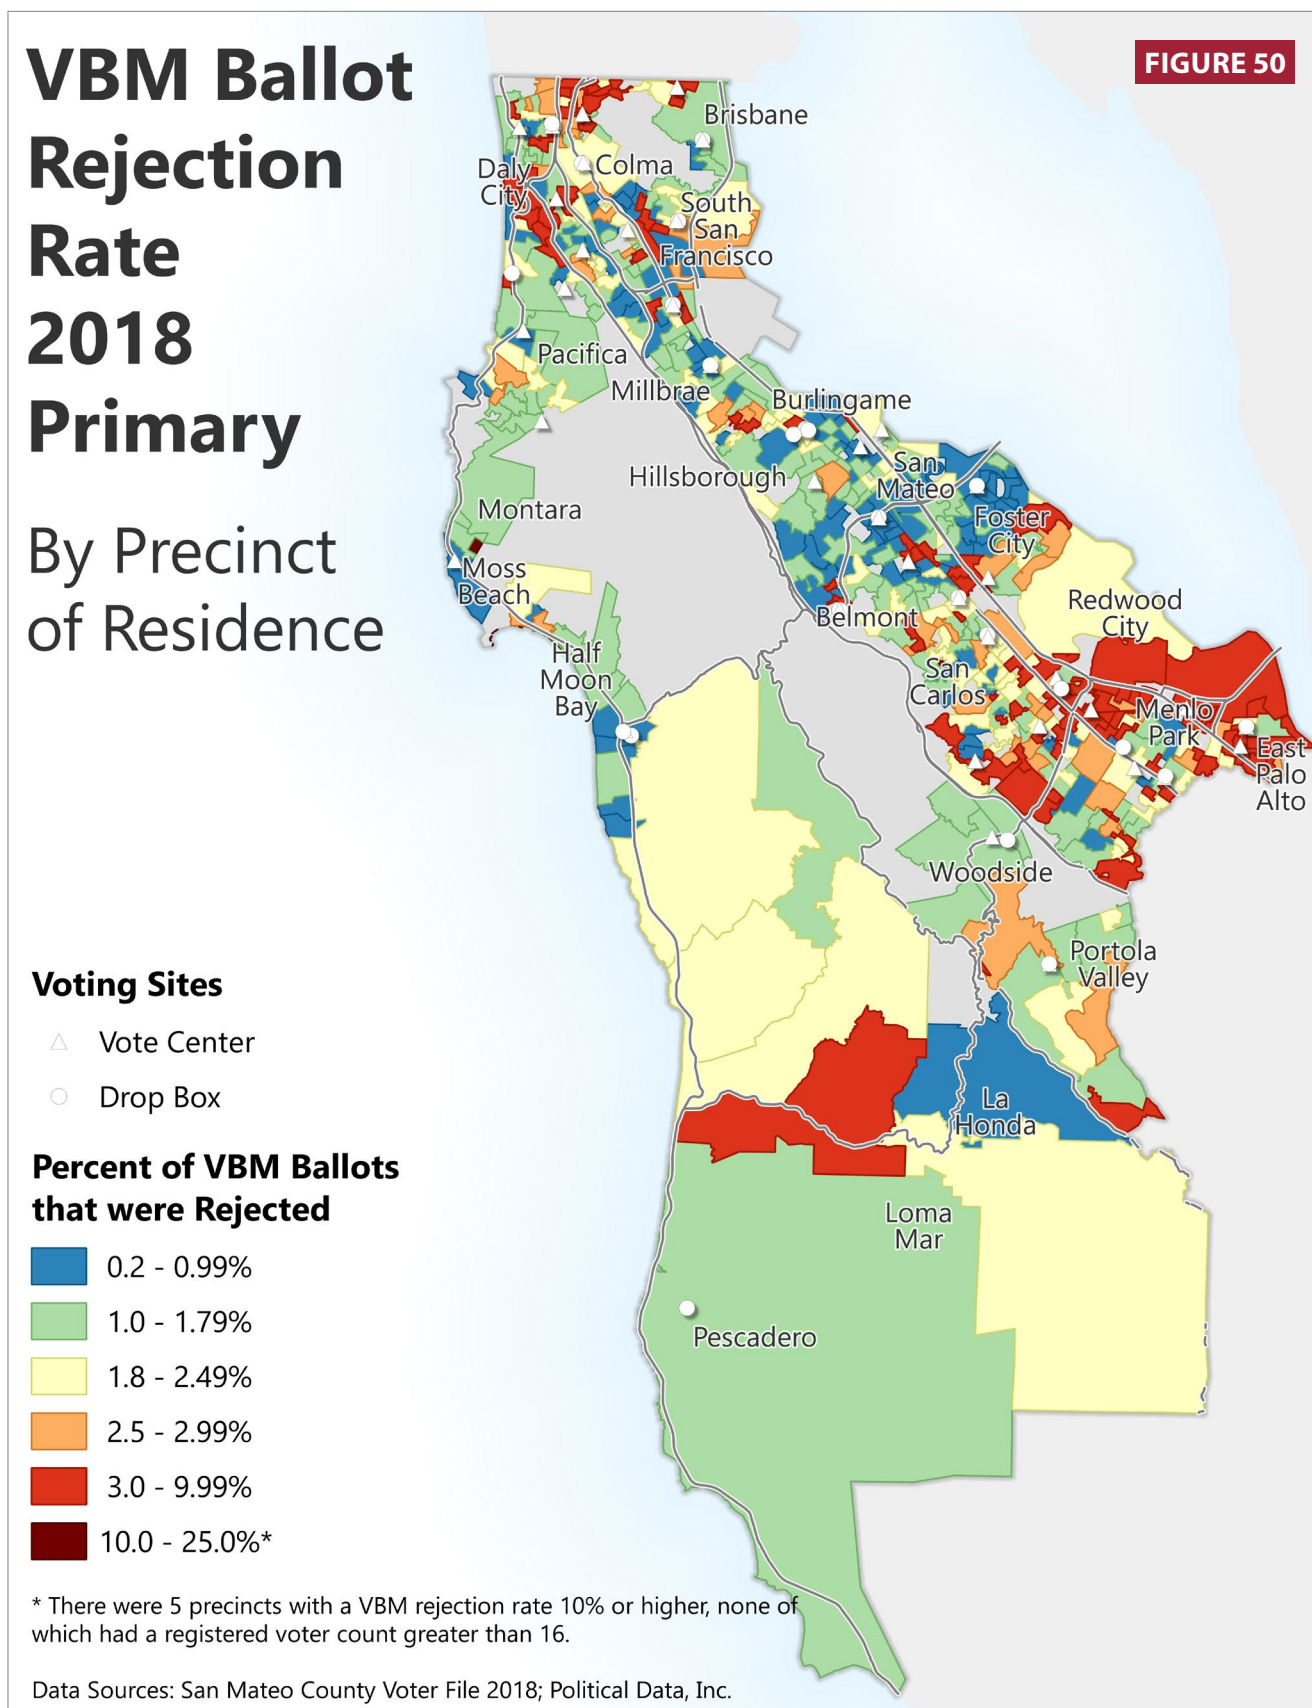 VBM Ballot
Rejection
Rate
2018
Primary
By Precinct
of Residence
FIGURE 50
Brisbane
Daly
City
Colma
South
San
Francisco
Pacifica
Millbrae
Burlingame
Hillsborough
San
Mateo
Montara
Foster
City
Moss
Beach
Belmont
Redwood
City
Half
Moon
Bay
San
Carlos
Menlo
Park
East
Palo
Alto
Woodside
Portola
Valley
La
Honda
Loma
Mar
Pescadero
Voting Sites
Vote Center
Drop Box
Percent of VBM Ballots
that were Rejected
0.2 - 0.99%
1.0 - 1.79%
1.8 - 2.49%
2.5 - 2.99%
3.0 - 9.99%
10.0 - 25.0%*
* There were 5 precincts with a VBM rejection rate 10% or higher, none of
which had a registered voter count greater than 16.
Data Sources: San Mateo County Voter File 2018; Political Data, Inc.